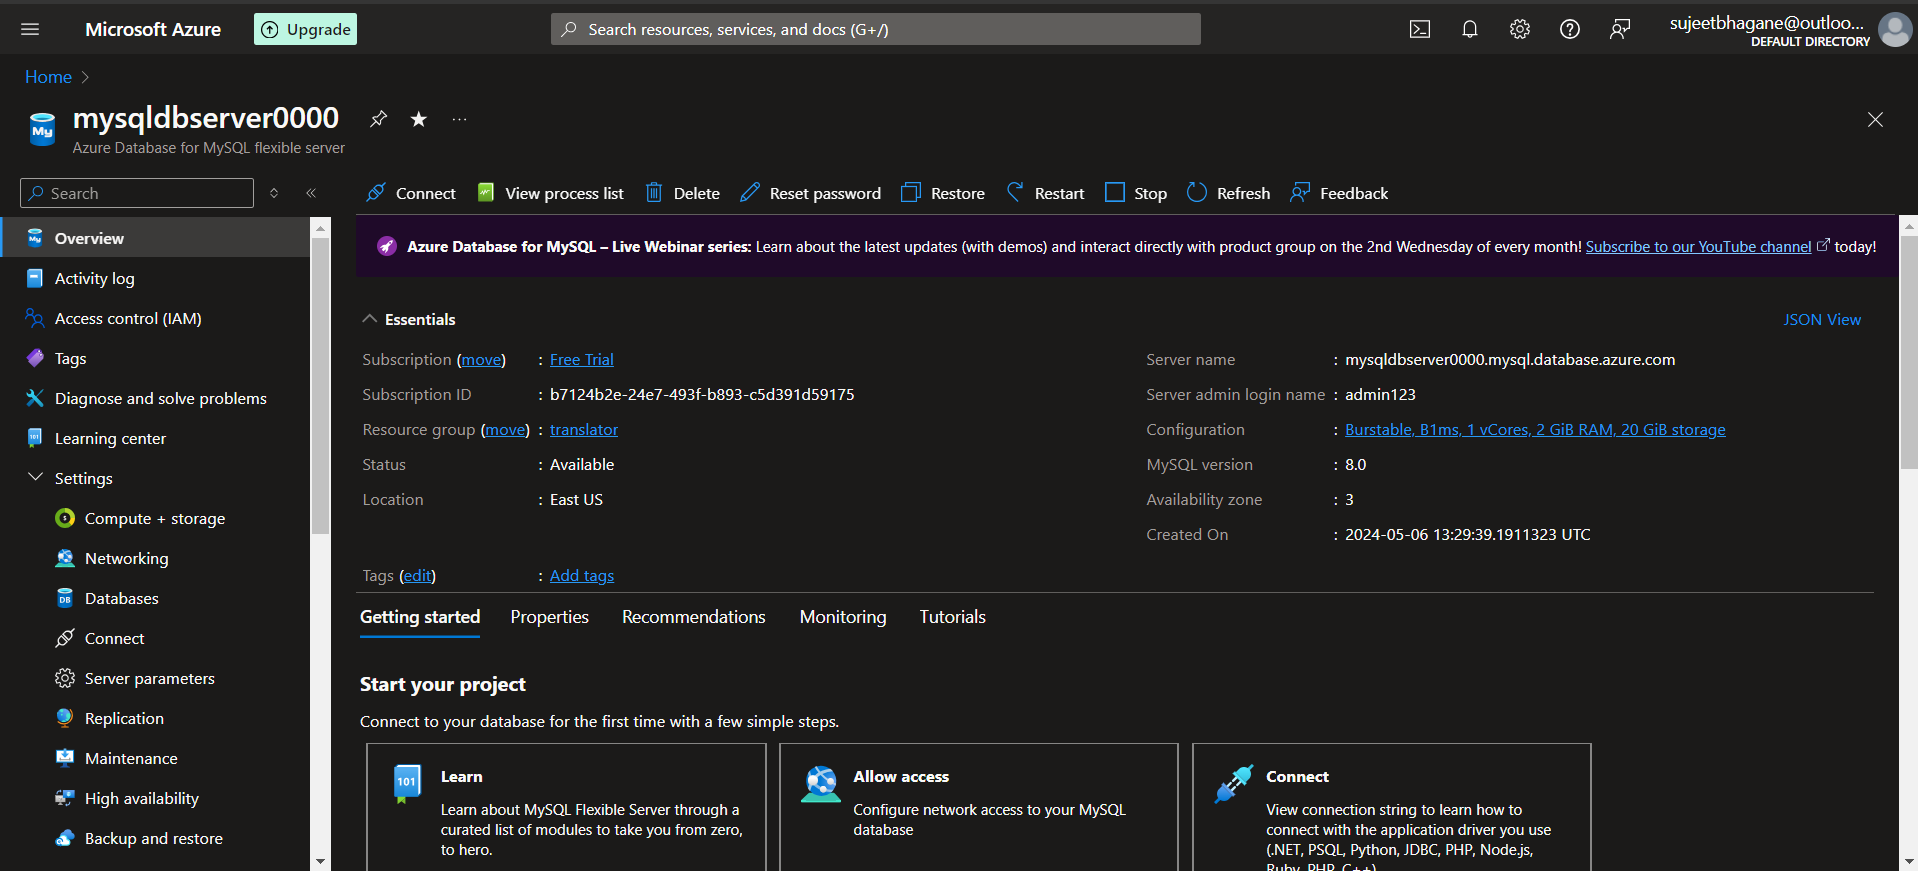 Microsoft Azure
Upgrade
Search resources, services, and docs (G+/)
sujeetbhagane@outloo...
DEFAULT DIRECTORY
Home
mysqldbserver0000
Azure Database for MySQL flexible server
Search
Connect
View process list
Delete
Reset password
Restore
Restart
Stop
Refresh
Feedback
Overview
Activity log
Access control (IAM)
Tags
Diagnose and solve problems
Learning center
Settings
Compute + storage
Networking
Databases
Connect
Server parameters
Replication
Maintenance
High availability
Backup and restore
Azure Database for MySQL – Live Webinar series: Learn about the latest updates (with demos) and interact directly with product group on the 2nd Wednesday of every month! Subscribe to our YouTube channel today!
Essentials
JSON View
Subscription (move) : Free Trial
Subscription ID : b7124b2e-24e7-493f-b893-c5d391d59175
Resource group (move) : translator
Status : Available
Location : East US
Server name : mysqldbserver0000.mysql.database.azure.com
Server admin login name : admin123
Configuration : Burstable, B1ms, 1 vCores, 2 GiB RAM, 20 GiB storage
MySQL version : 8.0
Availability zone : 3
Created On : 2024-05-06 13:29:39.1911323 UTC
Tags (edit) : Add tags
Getting started
Properties
Recommendations
Monitoring
Tutorials
Start your project
Connect to your database for the first time with a few simple steps.
Learn
Learn about MySQL Flexible Server through a
curated list of modules to take you from zero,
to hero.
Allow access
Configure network access to your MySQL
database
Connect
View connection string to learn how to
connect with the application driver you use
(.NET, PSQL, Python, JDBC, PHP, Node.js,
Ruby, PHP, C++)